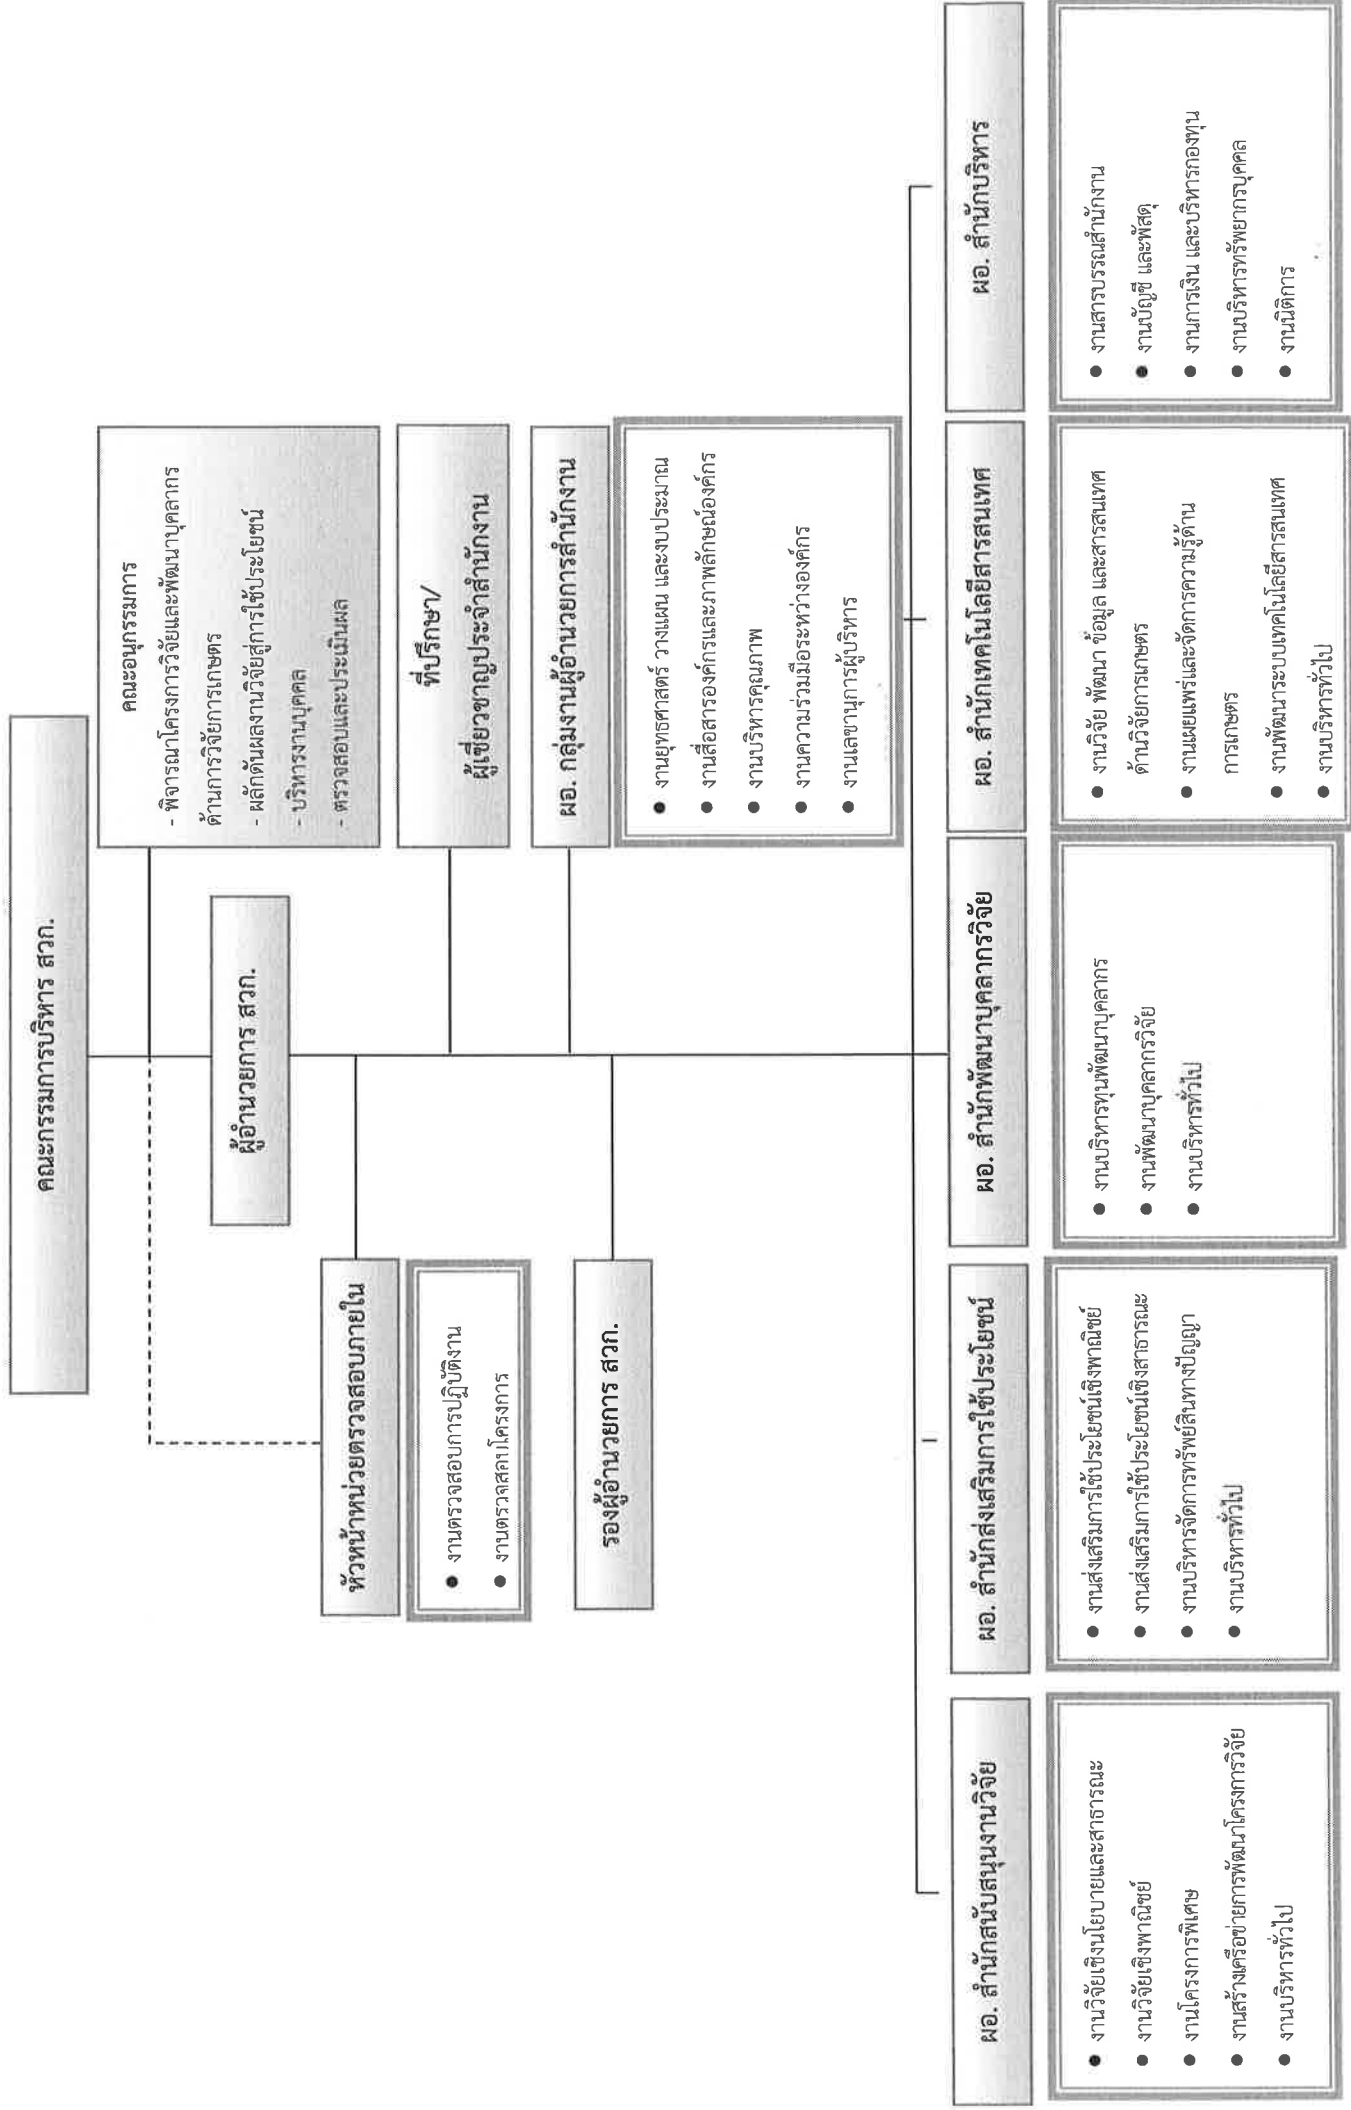 คณะกรรมการบริหาร สวก.
คณะอนุกรรมการ
- พิจารณาโครงการวิจัยและพัฒนาบุคลากร
ด้านการวิจัยการเกษตร
- ผลักดันผลงานวิจัยสู่การใช้ประโยชน์
- บริหารงานบุคคล
- ตรวจสอบและประเมินผล
ผู้อำนวยการ สวก.
หัวหน้าหน่วยตรวจสอบภายใน
● งานตรวจสอบการปฏิบัติงาน
● งานตรวจสอบโครงการ
ที่ปรึกษา/
ผู้เชี่ยวชาญประจำสำนักงาน
ผอ. กลุ่มงานผู้อำนวยการสำนักงาน
● งานยุทธศาสตร์ วางแผน และงบประมาณ
● งานสื่อสารองค์กรและภาพลักษณ์องค์กร
● งานบริหารคุณภาพ
● งานความร่วมมือระหว่างองค์กร
● งานเลขานุการผู้บริหาร
รองผู้อำนวยการ สวก.
ผอ. สำนักสนับสนุนงานวิจัย
● งานวิจัยเชิงนโยบายและสาธารณะ
● งานวิจัยเชิงพาณิชย์
● งานโครงการพิเศษ
● งานสร้างเครือข่ายการพัฒนาโครงการวิจัย
● งานบริหารทั่วไป
ผอ. สำนักส่งเสริมการใช้ประโยชน์
● งานส่งเสริมการใช้ประโยชน์เชิงพาณิชย์
● งานส่งเสริมการใช้ประโยชน์เชิงสาธารณะ
● งานบริหารจัดการทรัพย์สินทางปัญญา
● งานบริหารทั่วไป
ผอ. สำนักพัฒนาบุคลากรวิจัย
● งานบริหารทุนพัฒนาบุคลากร
● งานพัฒนาบุคลากรวิจัย
● งานบริหารทั่วไป
ผอ. สำนักเทคโนโลยีสารสนเทศ
● งานวิจัย พัฒนา ข้อมูล และสารสนเทศ
ด้านวิจัยการเกษตร
● งานเผยแพร่และจัดการความรู้ด้าน
การเกษตร
● งานพัฒนาระบบเทคโนโลยีสารสนเทศ
● งานบริหารทั่วไป
ผอ. สำนักบริหาร
● งานสารบรรณสำนักงาน
● งานบัญชี และพัสดุ
● งานการเงิน และบริหารกองทุน
● งานบริหารทรัพยากรบุคคล
● งานนิติการ